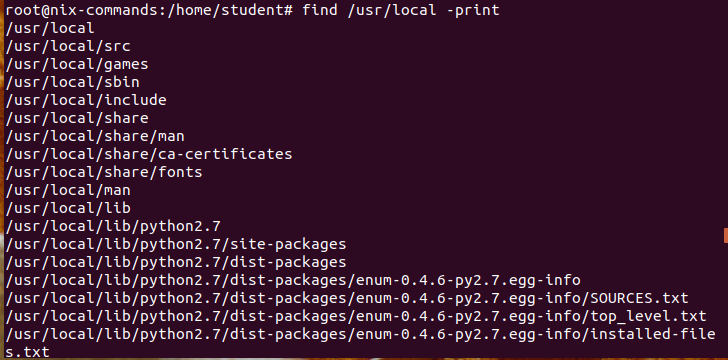 root@nix-commands:/home/student# find /usr/local -print
/usr/local
/usr/local/src
/usr/local/games
/usr/local/sbin
/usr/local/include
/usr/local/share
/usr/local/share/man
/usr/local/share/ca-certificates
/usr/local/share/fonts
/usr/local/man
/usr/local/lib
/usr/local/lib/python2.7
/usr/local/lib/python2.7/site-packages
/usr/local/lib/python2.7/dist-packages
/usr/local/lib/python2.7/dist-packages/enum-0.4.6-py2.7.egg-info
/usr/local/lib/python2.7/dist-packages/enum-0.4.6-py2.7.egg-info/SOURCES.txt
/usr/local/lib/python2.7/dist-packages/enum-0.4.6-py2.7.egg-info/top_level.txt
/usr/local/lib/python2.7/dist-packages/enum-0.4.6-py2.7.egg-info/installed-file
s.txt